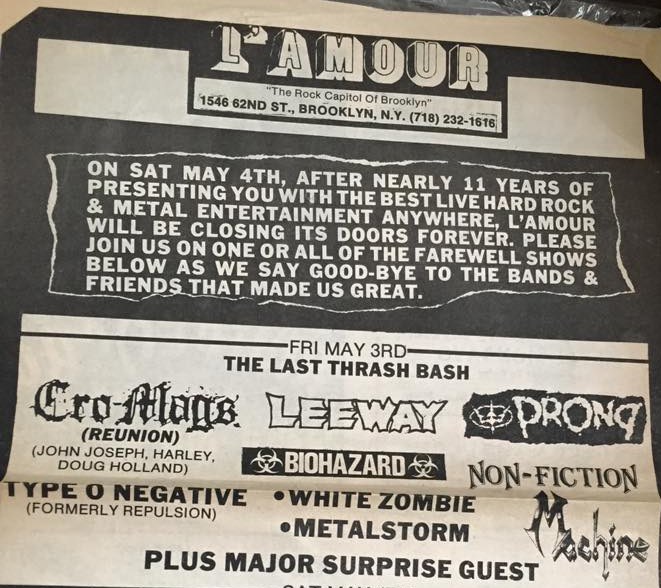 L'AMOUR
"The Rock Capitol Of Brooklyn"
1546 62ND ST., BROOKLYN, N.Y. (718) 232-1616
ON SAT MAY 4TH, AFTER NEARLY 11 YEARS OF
PRESENTING YOU WITH THE BEST LIVE HARD ROCK
& METAL ENTERTAINMENT ANYWHERE, L'AMOUR
WILL BE CLOSING ITS DOORS FOREVER. PLEASE
JOIN US ON ONE OR ALL OF THE FAREWELL SHOWS
BELOW AS WE SAY GOOD-BYE TO THE BANDS &
FRIENDS THAT MADE US GREAT.
FRI MAY 3RD
THE LAST THRASH BASH
Cro-Mags LEEWAY PRONG
(REUNION)
(JOHN JOSEPH, HARLEY,
DOUG HOLLAND)
BIOHAZARD NON-FICTION
TYPE O NEGATIVE •WHITE ZOMBIE
(FORMERLY REPULSION)
•METALSTORM Machine
PLUS MAJOR SURPRISE GUEST